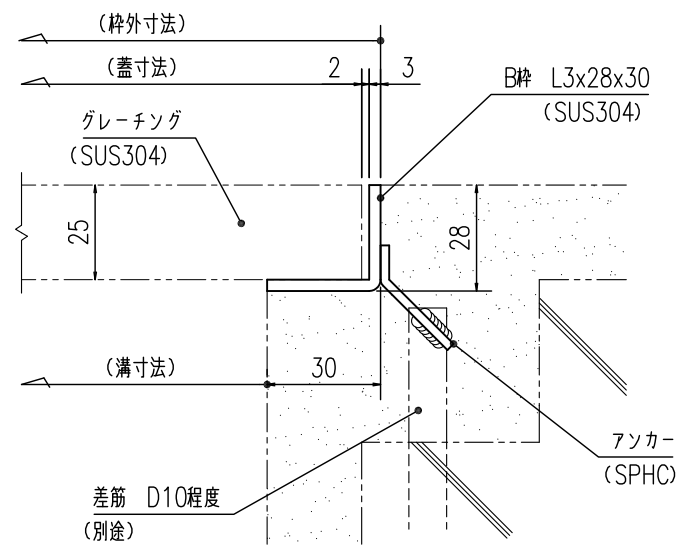 (枠外寸法)
(蓋寸法)
2
3
B枠 L3x28x30
(SUS304)
グレーチング
(SUS304)
25
28
(溝寸法)
30
アンカー
(SPHC)
差筋 D10程度
(別途)